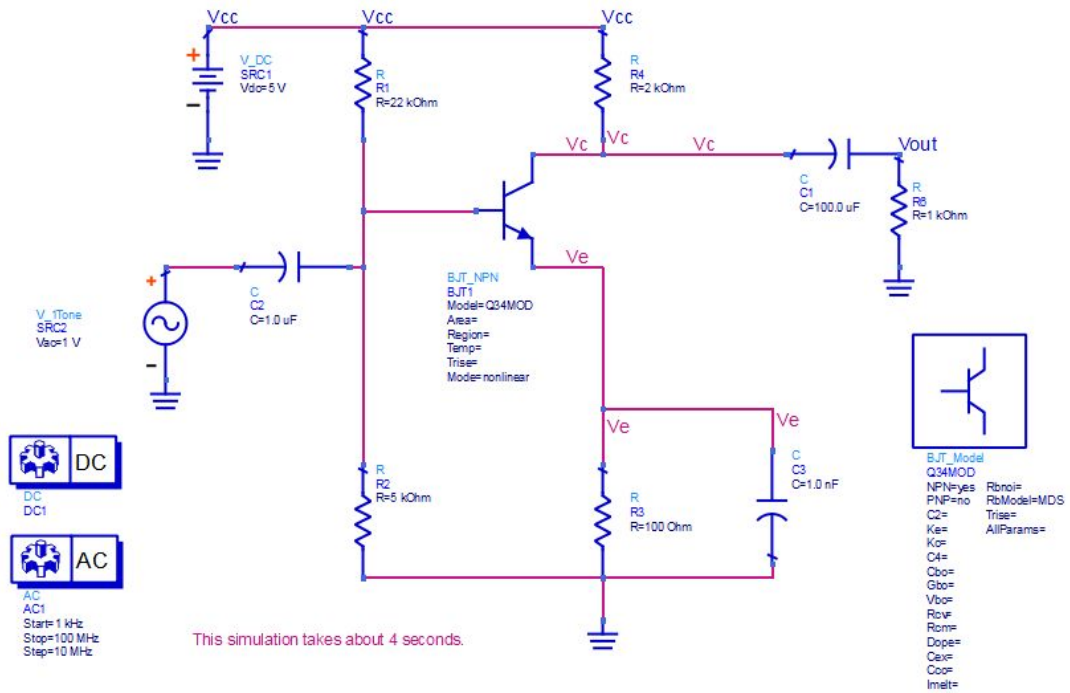 Vcc
Vcc
Vcc
+
V_DC
SRC1
Vdc=5 V
−
R
R1
R=22 kOhm
R
R4
R=2 kOhm
Vc
Vc
Vc
Vout
C
C1
C=100.0 uF
R
R6
R=1 kOhm
Ve
BJT_NPN
BJT1
Model=Q34MOD
Area=
Region=
Temp=
Trise=
Mode=nonlinear
+
V_1Tone
SRC2
Vac=1 V
−
C
C2
C=1.0 uF
Ve
Ve
C
C3
C=1.0 nF
R
R2
R=5 kOhm
R
R3
R=100 Ohm
DC
DC
DC1
AC
AC
AC1
Start=1 kHz
Stop=100 MHz
Step=10 MHz
This simulation takes about 4 seconds.
BJT_Model
Q34MOD
NPN=yes Rbnoi=
PNP=no RbModel=MDS
C2= Trise=
Ke= AllParams=
Kc=
C4=
Cbo=
Gbo=
Vbo=
Rcv=
Rcm=
Dope=
Cex=
Cco=
Imelt=